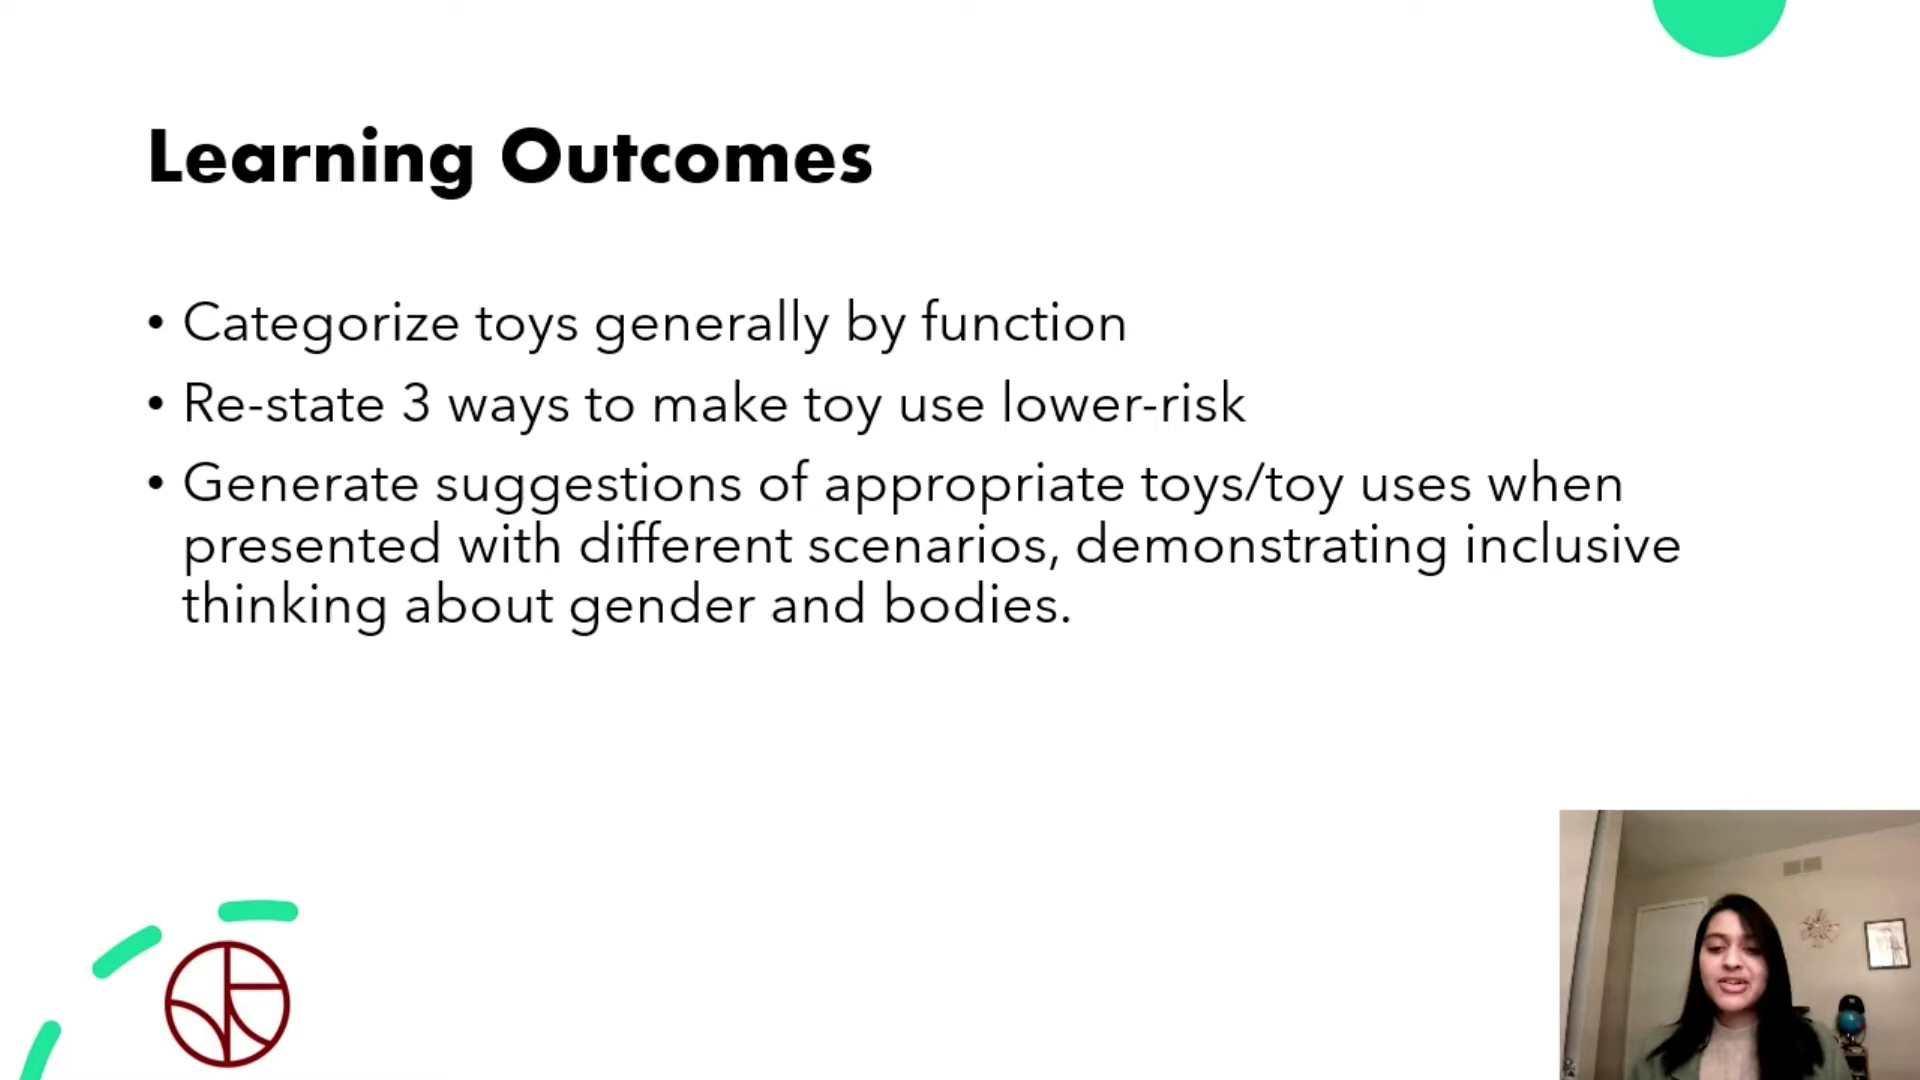 Learning Outcomes
• Categorize toys generally by function
• Re-state 3 ways to make toy use lower-risk
• Generate suggestions of appropriate toys/toy uses when
presented with different scenarios, demonstrating inclusive
thinking about gender and bodies.